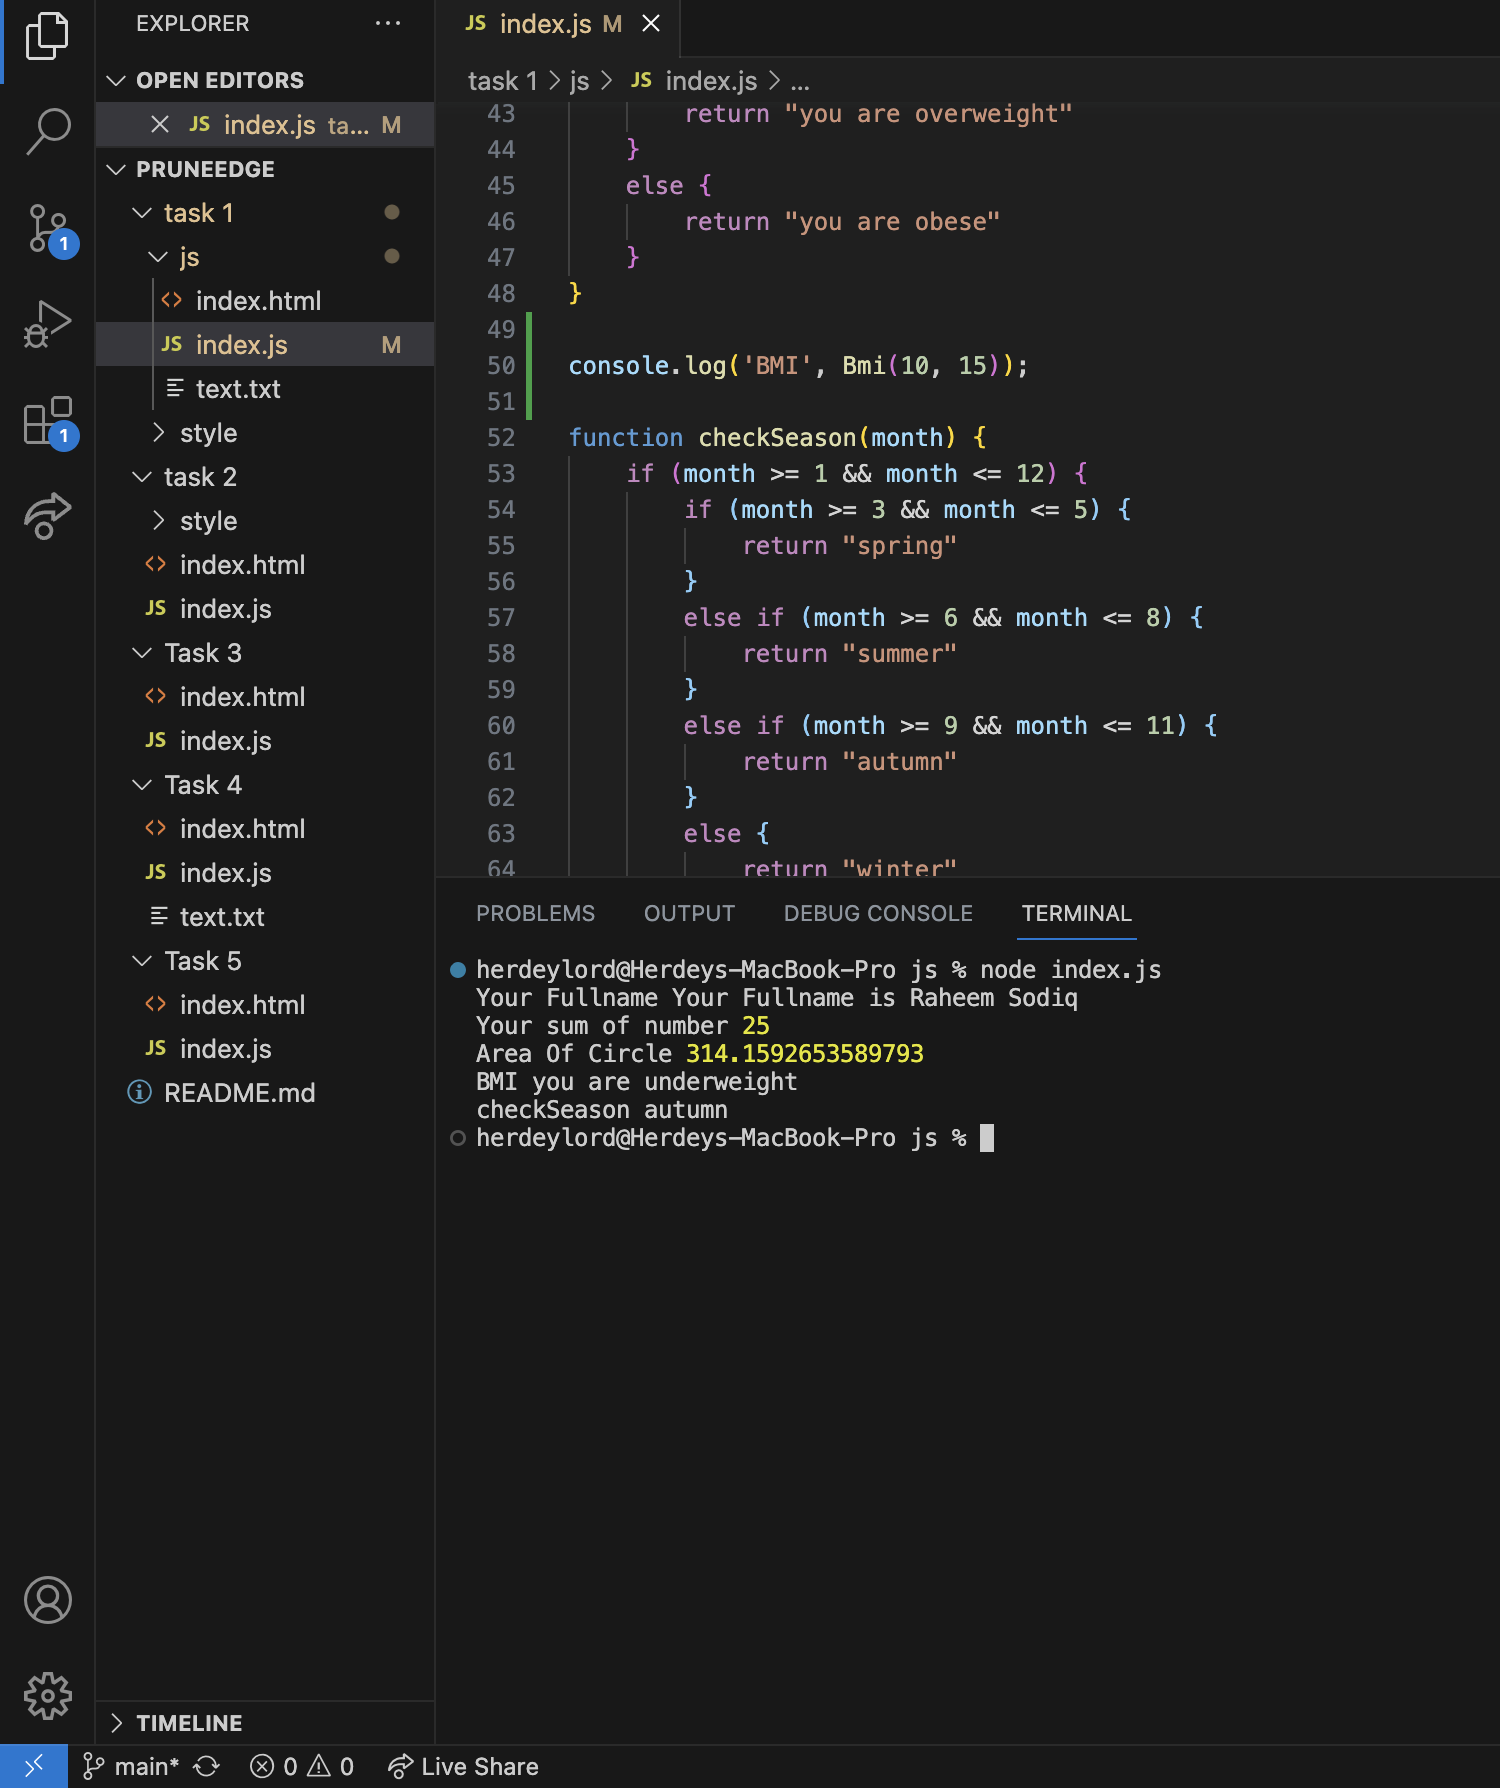 EXPLORER
OPEN EDITORS
JS index.js ta... M
PRUNEEDGE
task 1
js
index.html
JS index.js M
text.txt
style
task 2
style
index.html
JS index.js
Task 3
index.html
JS index.js
Task 4
index.html
JS index.js
text.txt
Task 5
index.html
JS index.js
README.md
TIMELINE
1
1
JS index.js M
task 1 > js > JS index.js > ...
43 return "you are overweight"
44 }
45 else {
46 return "you are obese"
47 }
48 }
49
50 console.log('BMI', Bmi(10, 15));
51
52 function checkSeason(month) {
53 if (month >= 1 && month <= 12) {
54 if (month >= 3 && month <= 5) {
55 return "spring"
56 }
57 else if (month >= 6 && month <= 8) {
58 return "summer"
59 }
60 else if (month >= 9 && month <= 11) {
61 return "autumn"
62 }
63 else {
64 return "winter"
PROBLEMS OUTPUT DEBUG CONSOLE TERMINAL
herdeylord@Herdeys-MacBook-Pro js % node index.js
Your Fullname Your Fullname is Raheem Sodiq
Your sum of number 25
Area Of Circle 314.1592653589793
BMI you are underweight
checkSeason autumn
herdeylord@Herdeys-MacBook-Pro js %
main* 0 0 Live Share